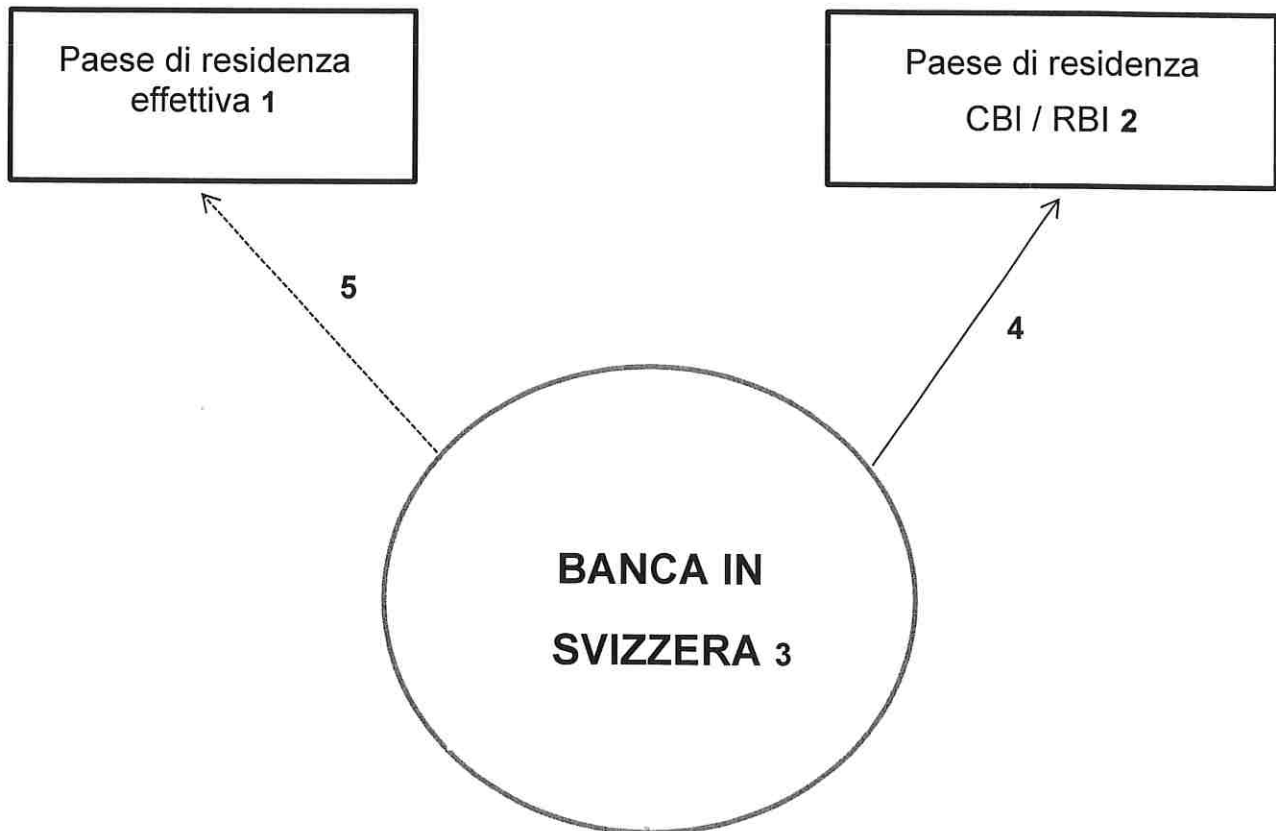 Paese di residenza
effettiva 1
Paese di residenza
CBI / RBI 2
5
4
BANCA IN
SVIZZERA 3